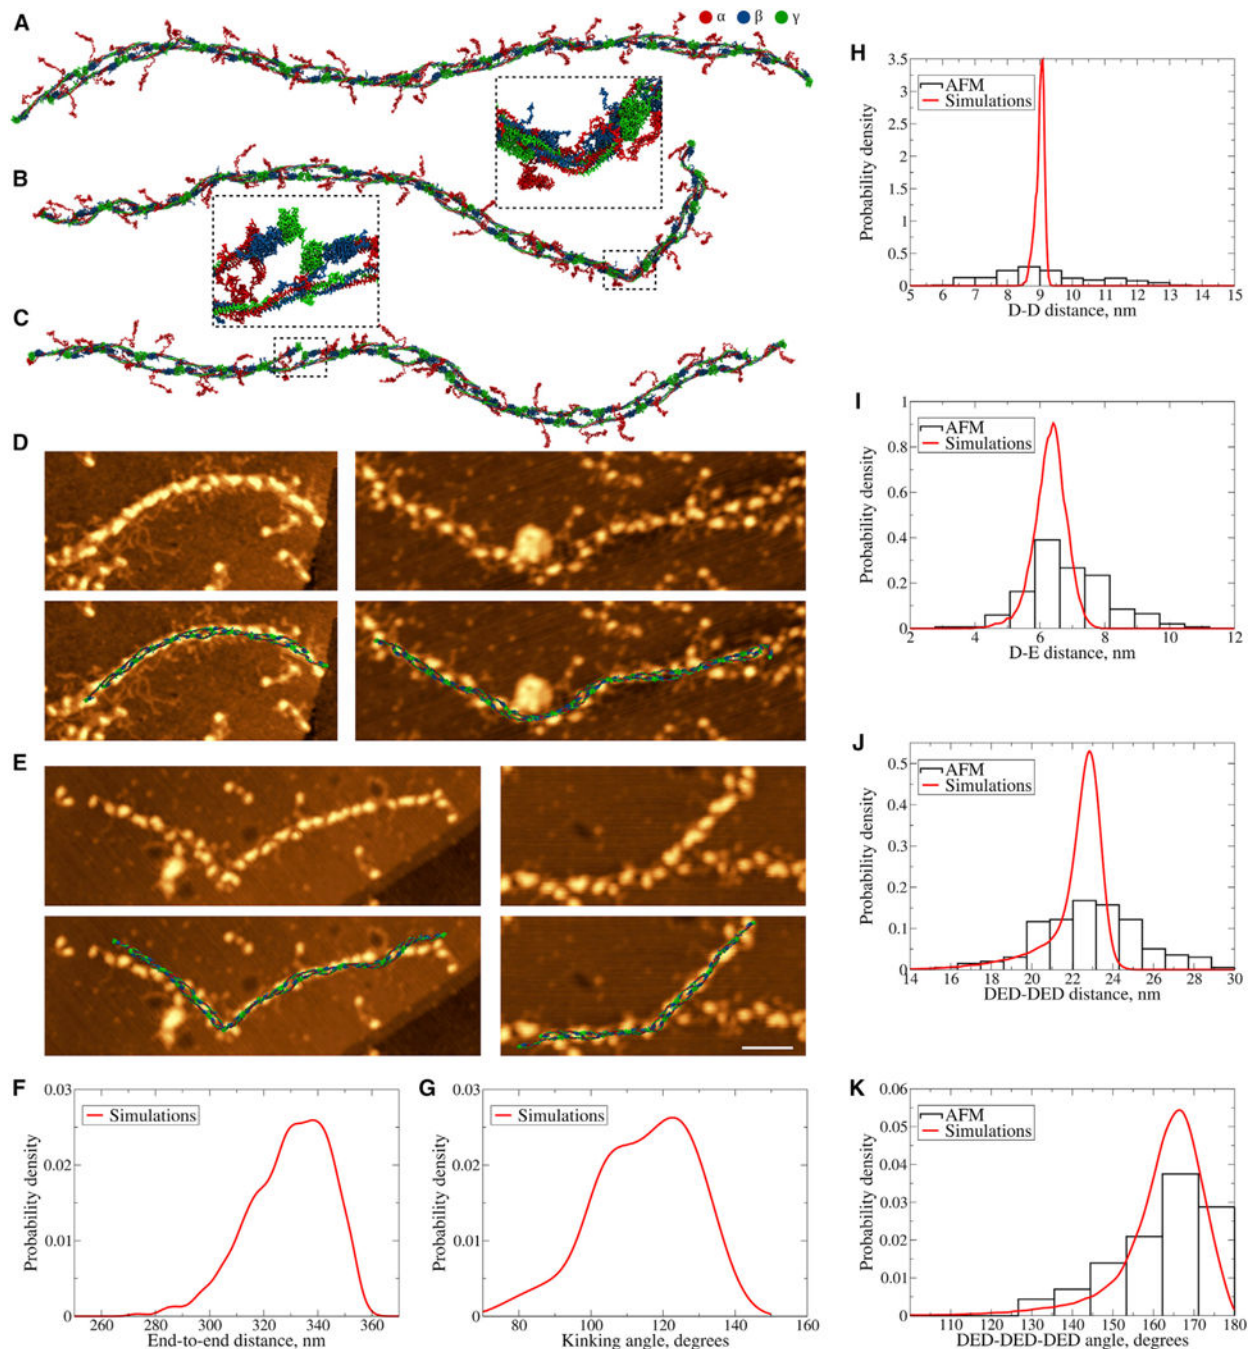 A
α β γ
B
C
D
E
F
0.03
0.02
0.01
0
Probability density
Simulations
260 280 300 320 340 360
End-to-end distance, nm
G
0.03
0.02
0.01
0
Probability density
Simulations
80 100 120 140 160
Kinking angle, degrees
H
3.5
3
2.5
2
1.5
1
0.5
0
Probability density
AFM
Simulations
5 6 7 8 9 10 11 12 13 14 15
D-D distance, nm
I
1
0.8
0.6
0.4
0.2
0
Probability density
AFM
Simulations
2 4 6 8 10 12
D-E distance, nm
J
0.5
0.4
0.3
0.2
0.1
0
Probability density
AFM
Simulations
14 16 18 20 22 24 26 28 30
DED-DED distance, nm
K
0.06
0.05
0.04
0.03
0.02
0.01
0
Probability density
AFM
Simulations
110 120 130 140 150 160 170 180
DED-DED-DED angle, degrees